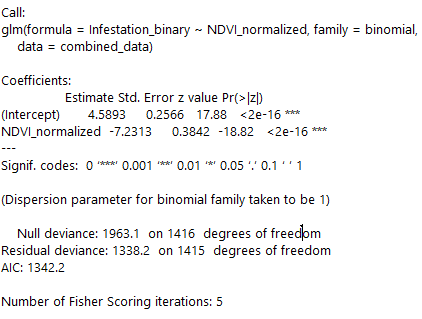 Call:
glm(formula = Infestation_binary ~ NDVI_normalized, family = binomial,
data = combined_data)
Coefficients:
Estimate Std. Error z value Pr(>|z|)
(Intercept) 4.5893 0.2566 17.88 <2e-16 ***
NDVI_normalized -7.2313 0.3842 -18.82 <2e-16 ***
---
Signif. codes: 0 ‘***’ 0.001 ‘**’ 0.01 ‘*’ 0.05 ‘.’ 0.1 ‘ ’ 1
(Dispersion parameter for binomial family taken to be 1)
Null deviance: 1963.1 on 1416 degrees of freedom
Residual deviance: 1338.2 on 1415 degrees of freedom
AIC: 1342.2
Number of Fisher Scoring iterations: 5